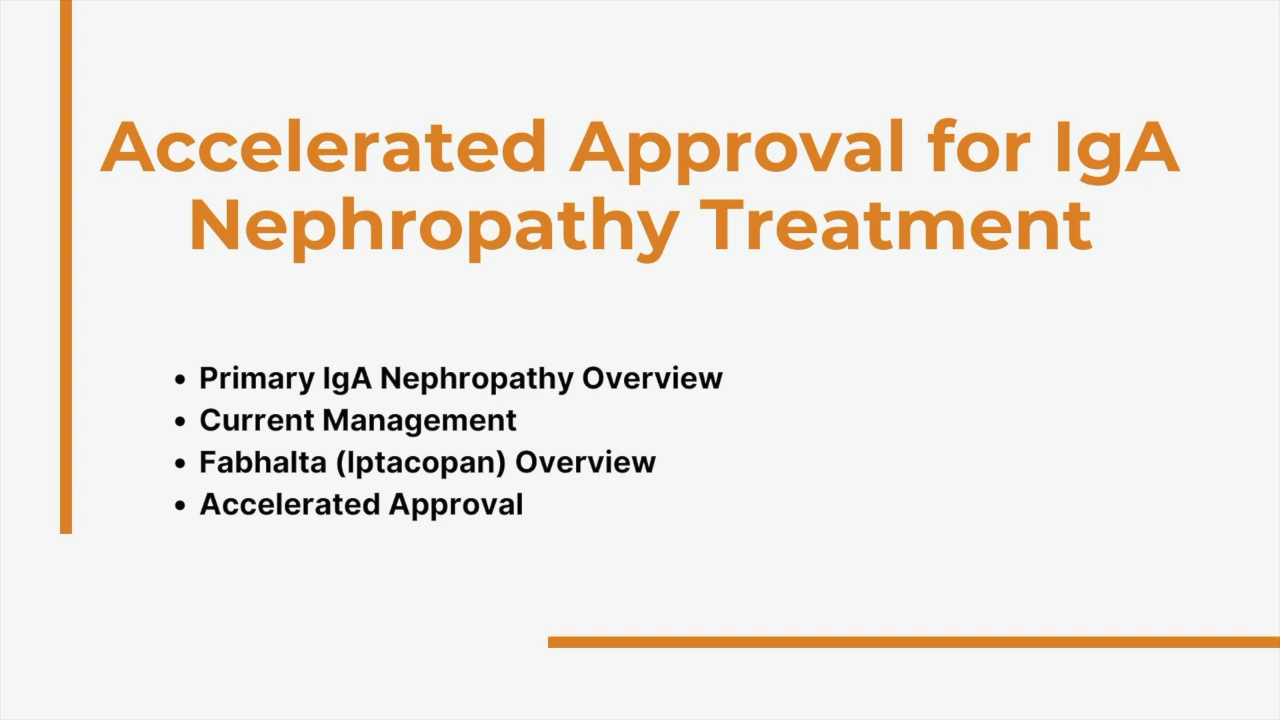 Accelerated Approval for IgA
Nephropathy Treatment
• Primary IgA Nephropathy Overview
• Current Management
• Fabhalta (Iptacopan) Overview
• Accelerated Approval